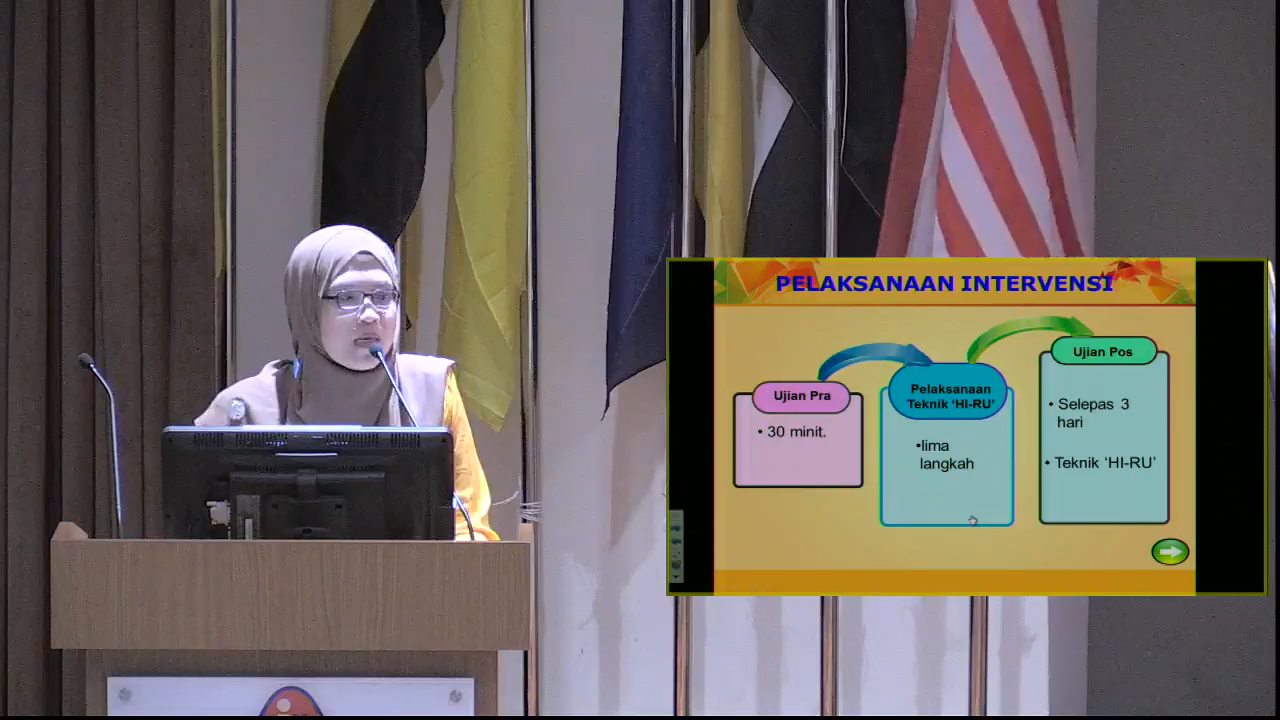 PELAKSANAAN INTERVENSI
Ujian Pra
• 30 minit.
Pelaksanaan
Teknik ‘HI-RU’
•lima
langkah
Ujian Pos
• Selepas 3
hari
• Teknik ‘HI-RU’